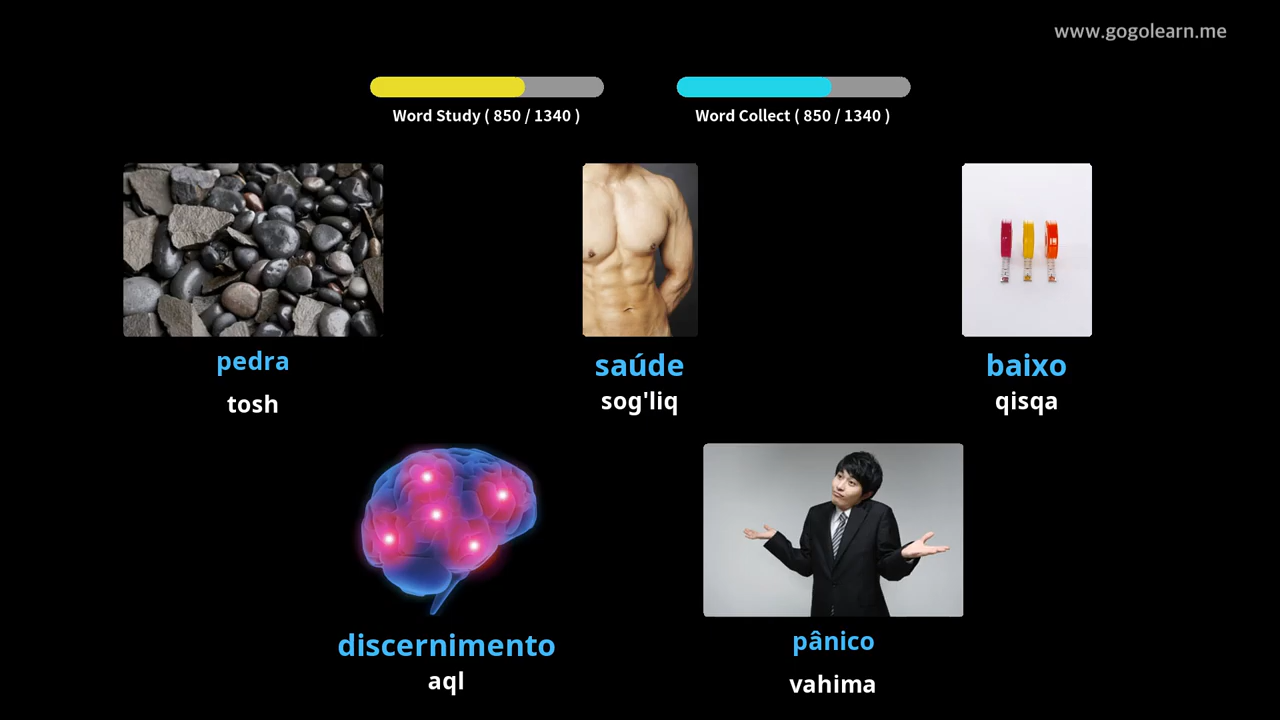 www.gogolearn.me
Word Study ( 850 / 1340 )
Word Collect ( 850 / 1340 )
pedra
tosh
saúde
sog'liq
baixo
qisqa
discernimento
aql
pânico
vahima